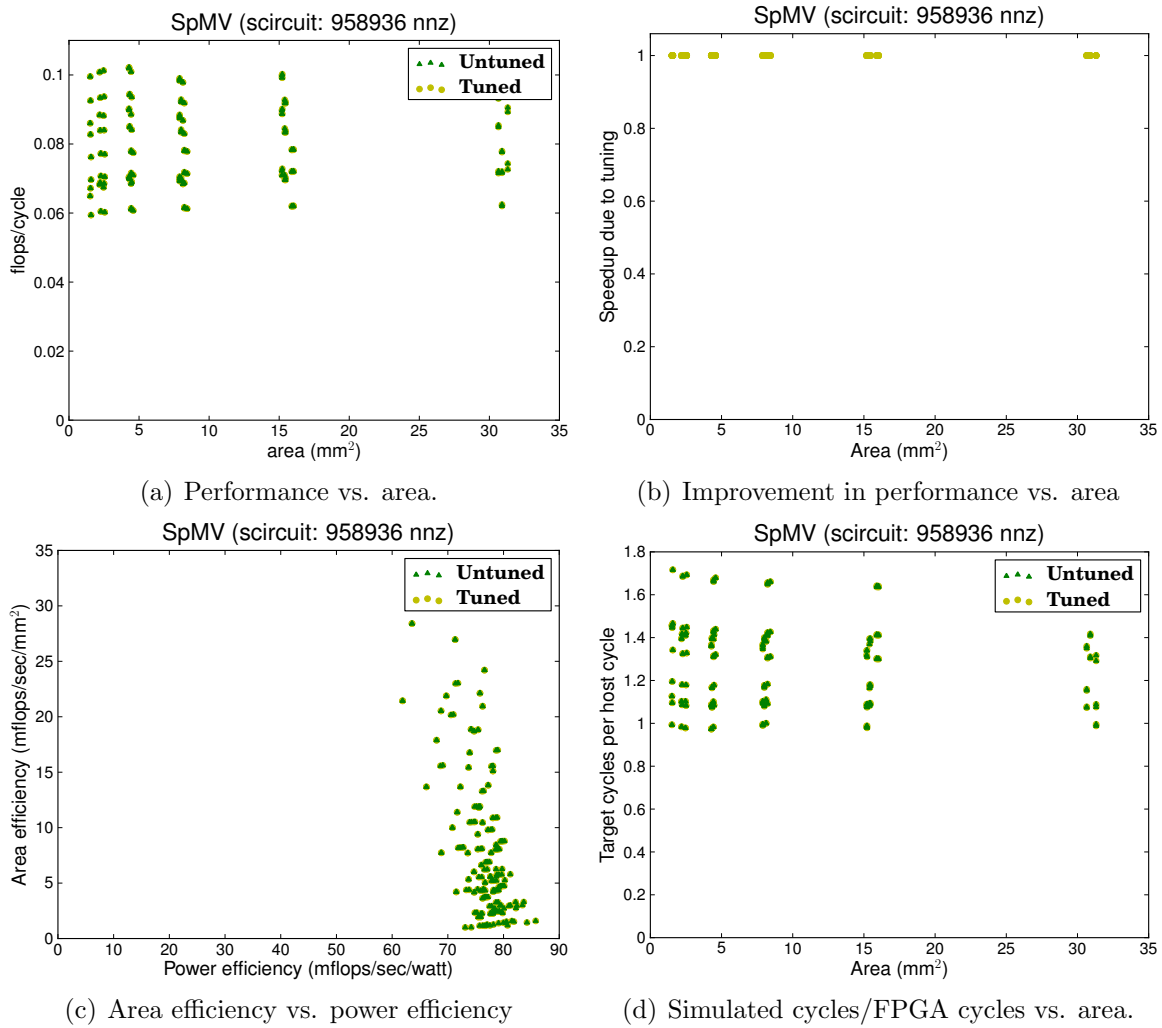 SpMV (scircuit: 958936 nnz)
0.1
0.08
0.06
0.04
0.02
0
flops/cycle
Untuned
Tuned
0 5 10 15 20 25 30 35
area (mm²)
(a) Performance vs. area.
SpMV (scircuit: 958936 nnz)
1
0.8
0.6
0.4
0.2
0
Speedup due to tuning
0 5 10 15 20 25 30 35
Area (mm²)
(b) Improvement in performance vs. area
SpMV (scircuit: 958936 nnz)
35
30
25
20
15
10
5
0
Area efficiency (mflops/sec/mm²)
Untuned
Tuned
0 10 20 30 40 50 60 70 80 90
Power efficiency (mflops/sec/watt)
(c) Area efficiency vs. power efficiency
SpMV (scircuit: 958936 nnz)
1.8
1.6
1.4
1.2
1
0.8
0.6
0.4
0.2
0
Target cycles per host cycle
Untuned
Tuned
0 5 10 15 20 25 30 35
Area (mm²)
(d) Simulated cycles/FPGA cycles vs. area.